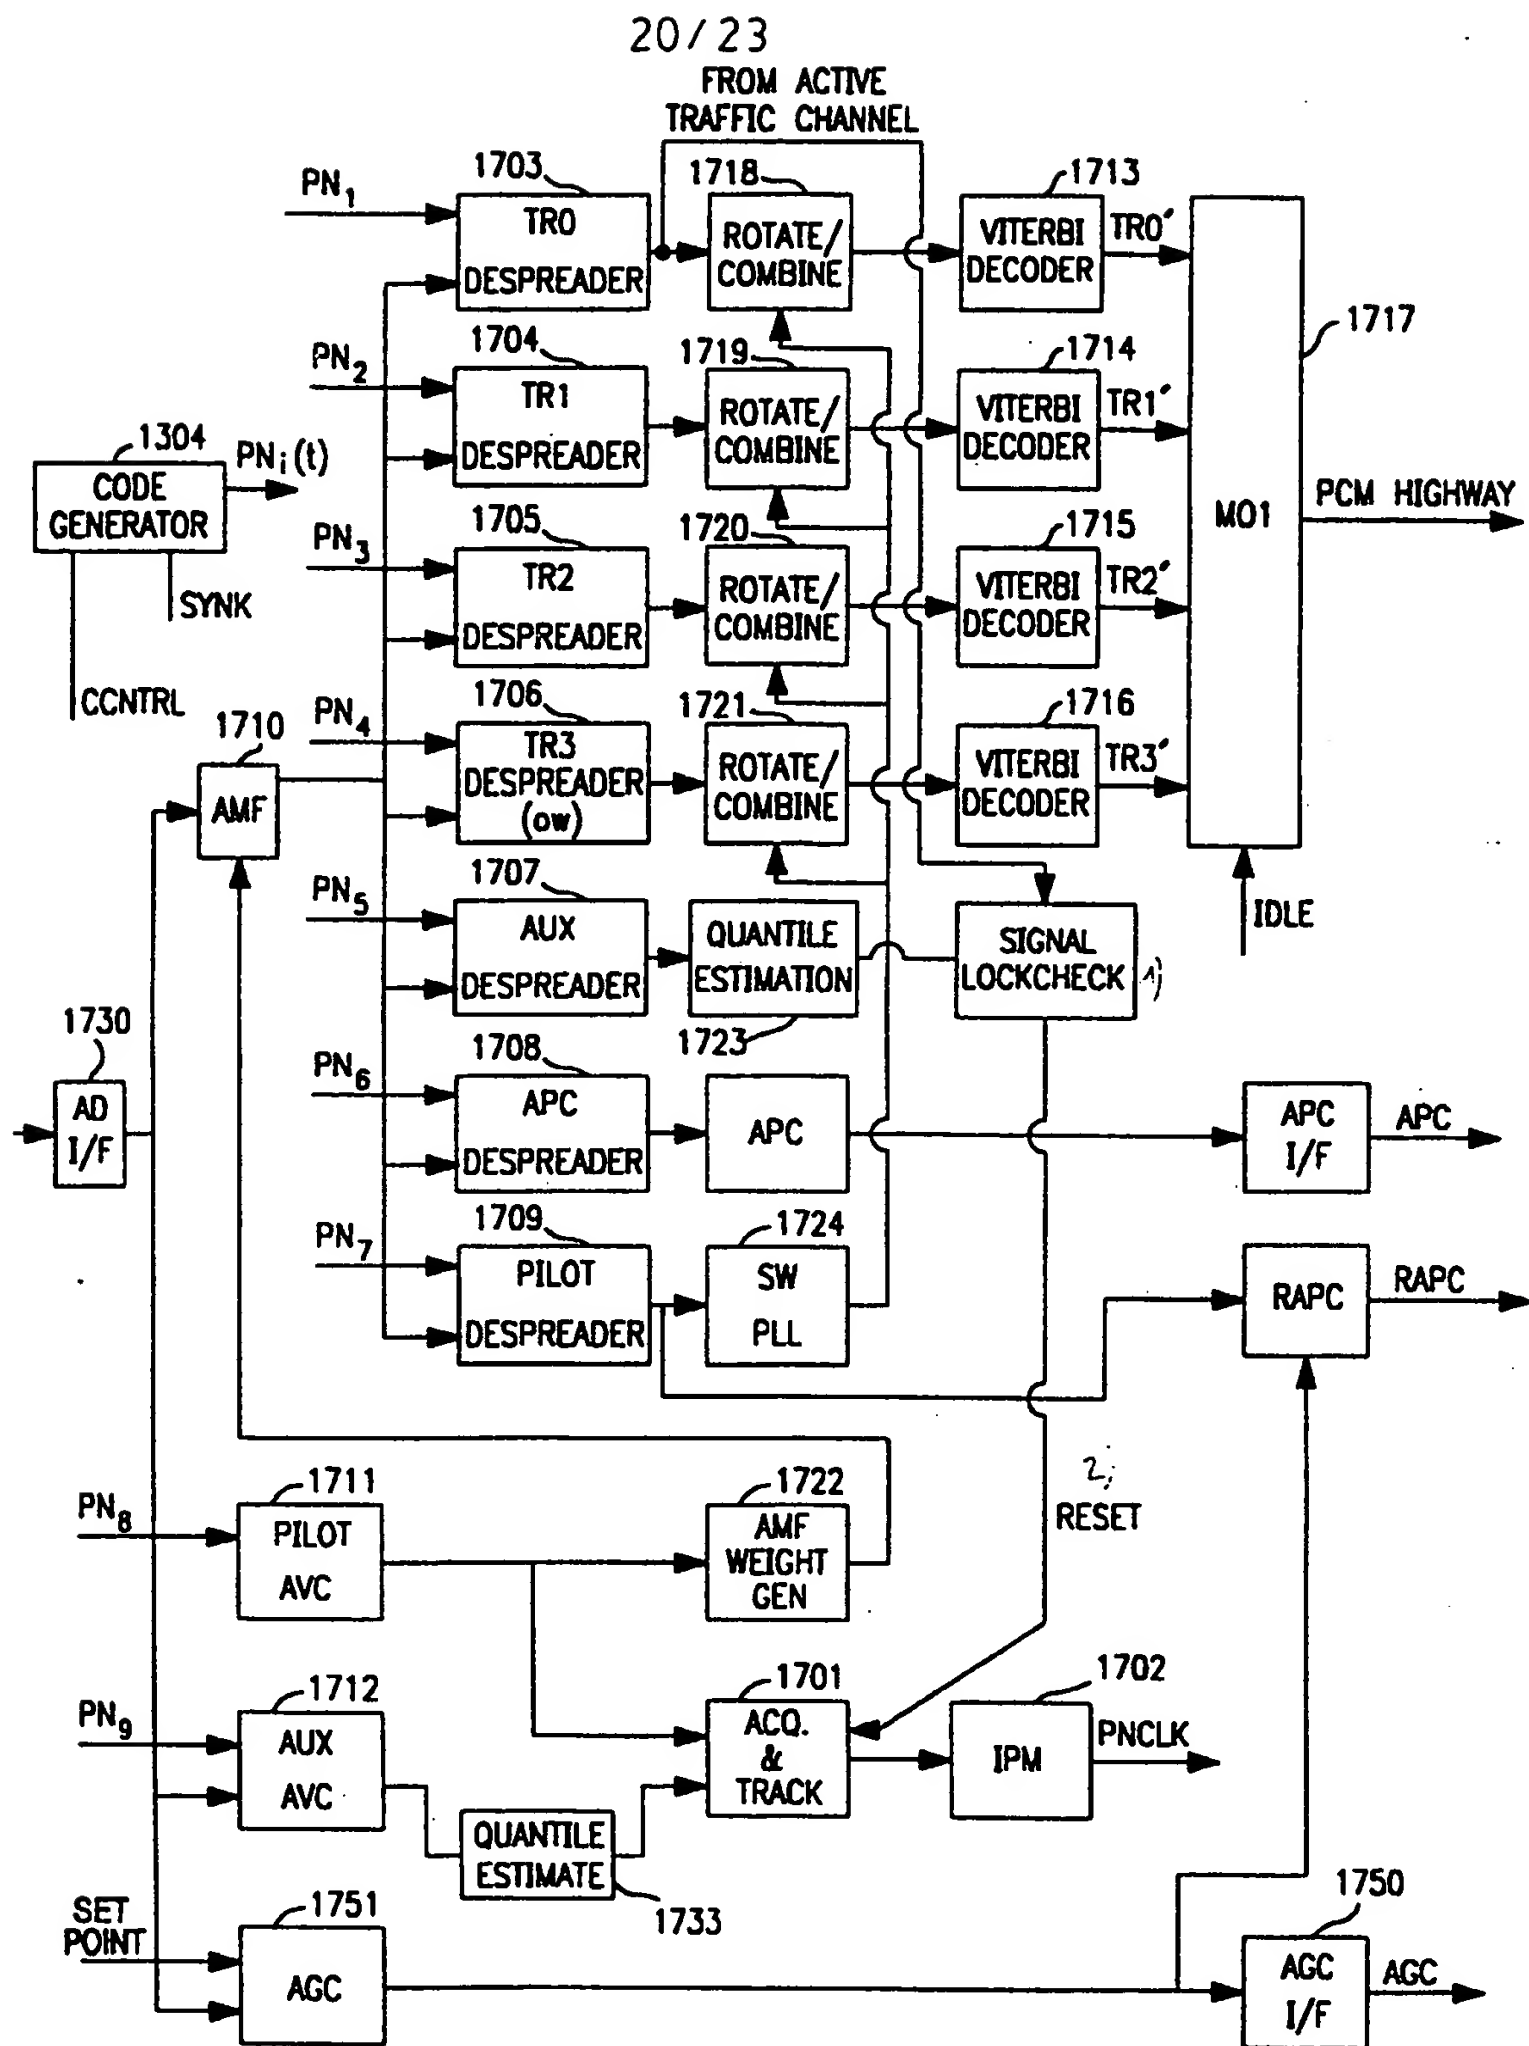 20/23
FROM ACTIVE
TRAFFIC CHANNEL
PN1
1703
TR0
DESPREADER
1718
ROTATE/
COMBINE
1713
VITERBI
DECODER
TR0′
1717
M01
PCM HIGHWAY
IDLE
PN2
1704
TR1
DESPREADER
1719
ROTATE/
COMBINE
1714
VITERBI
DECODER
TR1′
1304
CODE
GENERATOR
PNi(t)
SYNK
CCNTRL
PN3
1705
TR2
DESPREADER
1720
ROTATE/
COMBINE
1715
VITERBI
DECODER
TR2′
PN4
1706
TR3
DESPREADER
(OW)
1721
ROTATE/
COMBINE
1716
VITERBI
DECODER
TR3′
1710
AMF
PN5
1707
AUX
DESPREADER
QUANTILE
ESTIMATION
1723
SIGNAL
LOCKCHECK
1)
1730
AD
I/F
PN6
1708
APC
DESPREADER
APC
APC
I/F
APC
PN7
1709
PILOT
DESPREADER
1724
SW
PLL
RAPC
RAPC
PN8
1711
PILOT
AVC
1722
AMF
WEIGHT
GEN
2;
RESET
PN9
1712
AUX
AVC
QUANTILE
ESTIMATE
1733
1701
ACQ.
&
TRACK
1702
IPM
PNCLK
SET
POINT
1751
AGC
1750
AGC
I/F
AGC